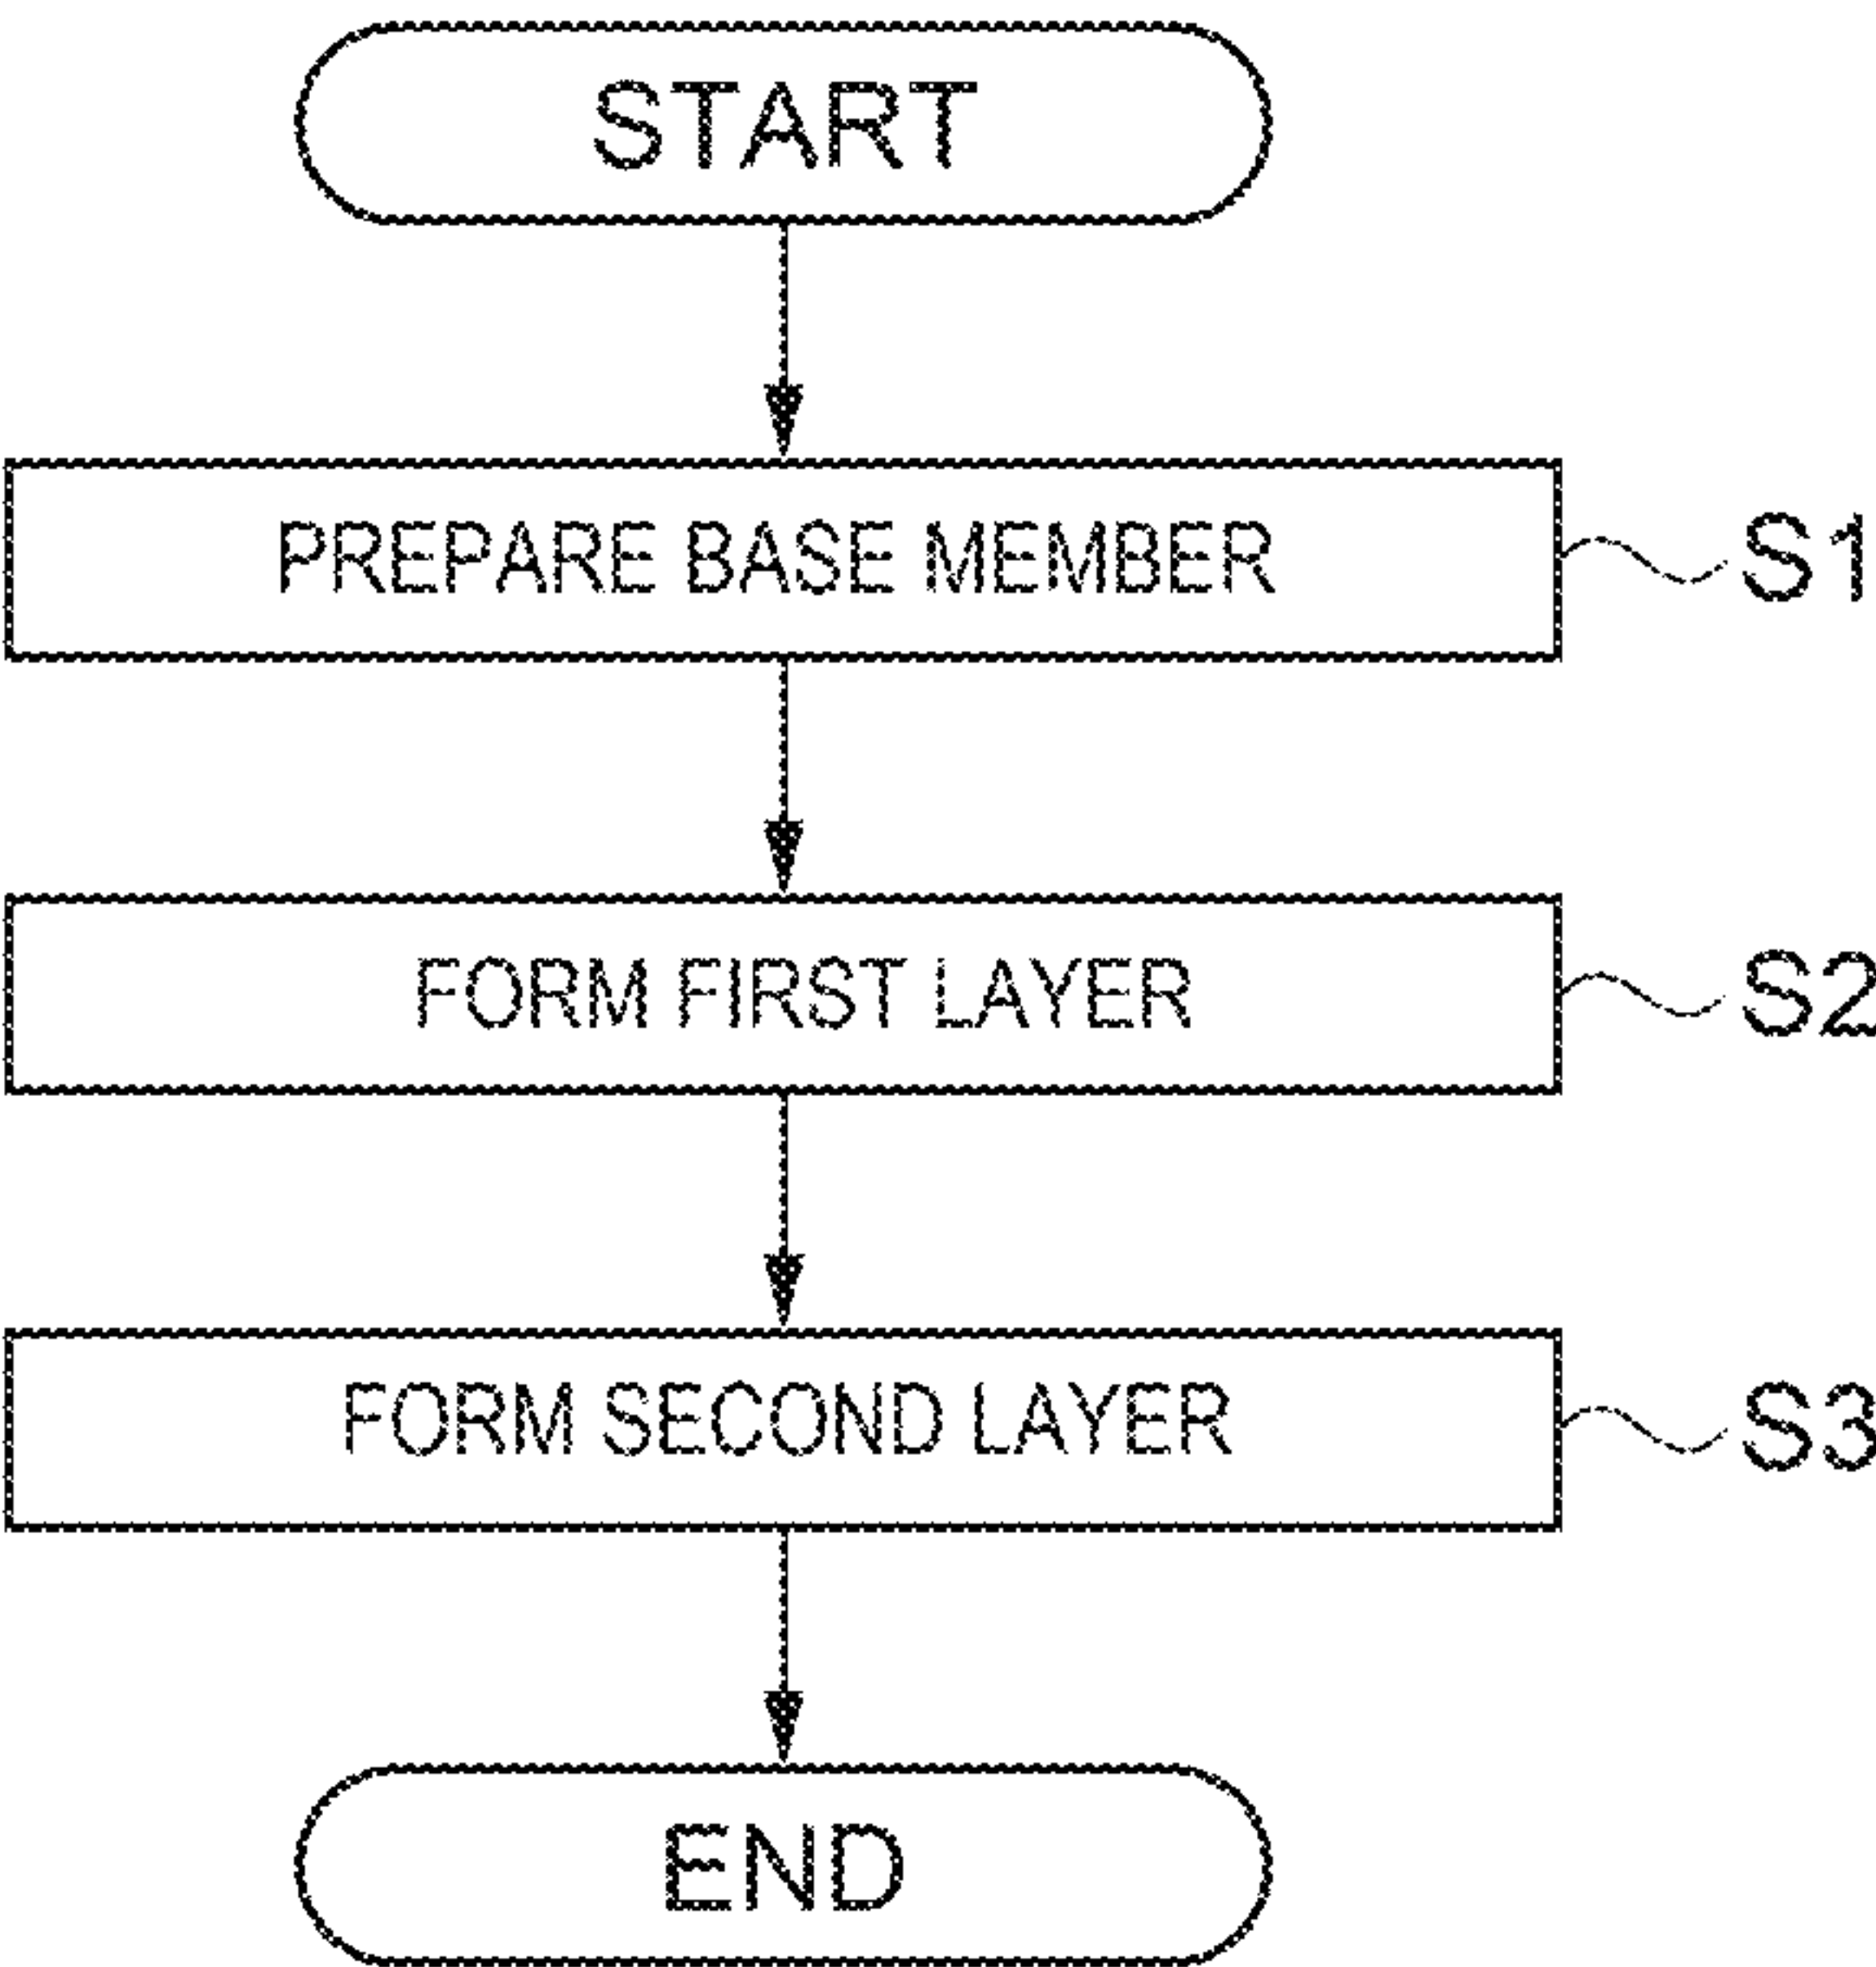 START
PREPARE BASE MEMBER
S1
FORM FIRST LAYER
S2
FORM SECOND LAYER
S3
END